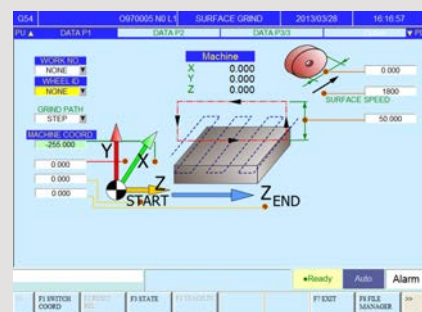 G54 O970005 N0 L1 SURFACE GRIND 2013/03/28 16:16:57
PU ▲ DATA P1 DATA P2 DATA P3/3
WORK NO.
NONE
WHEEL ID
NONE
GRIND PATH
STEP
MACHINE COORD
-255.000
0.000
0.000
0.000
Machine
X 0.000
Y 0.000
Z 0.000
0.000
1800
SURFACE SPEED
50.000
Y
X
Z
START
Z END
Ready Auto Alarm
F1 SWITCH COORD F3 STATE F7 EXIT F8 FILE MANAGER >>